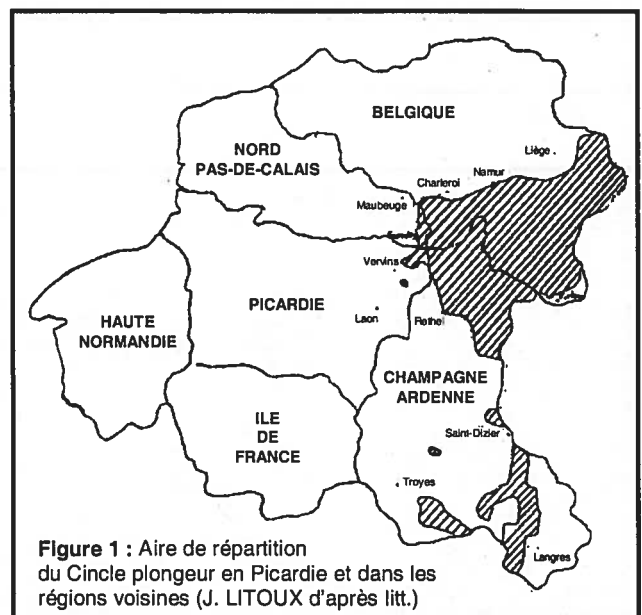 BELGIQUE
Liège
NORD
PAS-DE-CALAIS
Namur
Charleroi
Maubeuge
Vervins
PICARDIE
Laon
Rethel
HAUTE
NORMANDIE
CHAMPAGNE
ARDENNE
ILE
DE
FRANCE
Saint-Dizier
Troyes
Langres
Figure 1 : Aire de répartition
du Cincle plongeur en Picardie et dans les
régions voisines (J. LITOUX d'après litt.)